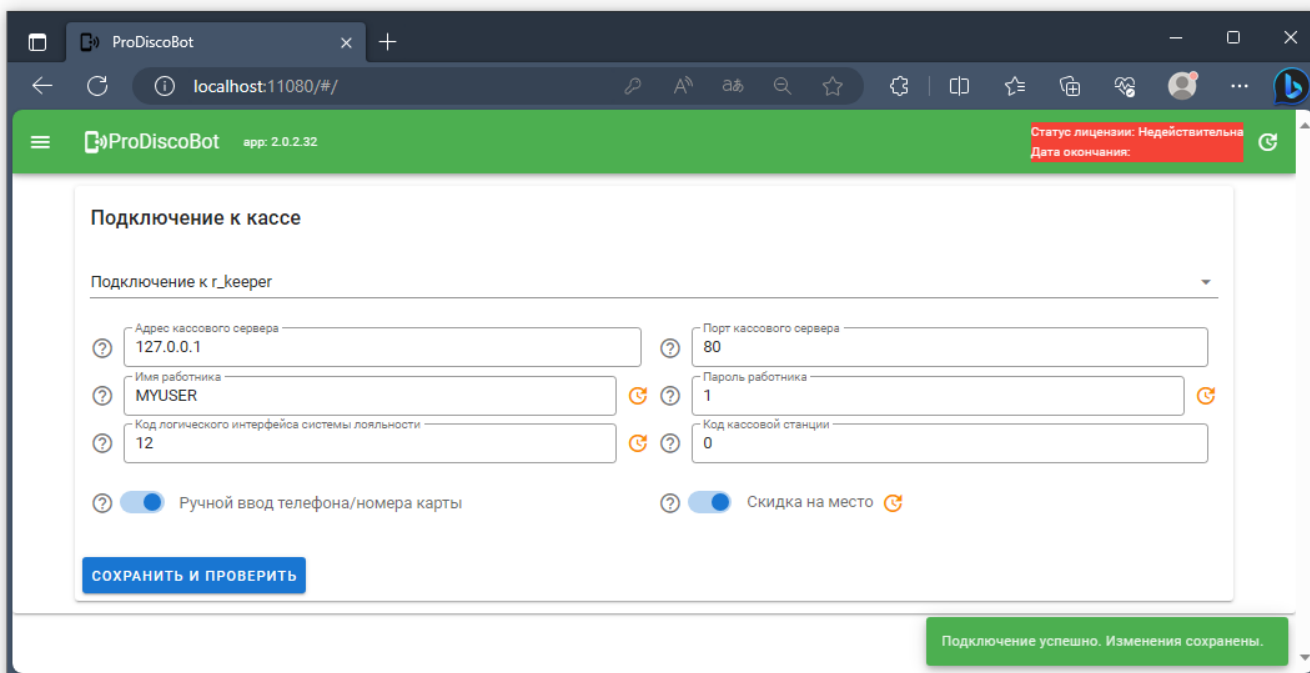 ProDiscoBot
localhost:11080/#/
ProDiscoBot app: 2.0.2.32
Статус лицензии: Недействительна
Дата окончания:
Подключение к кассе
Подключение к r_keeper
Адрес кассового сервера
127.0.0.1
Порт кассового сервера
80
Имя работника
MYUSER
Пароль работника
1
Код логического интерфейса системы лояльности
12
Код кассовой станции
0
Ручной ввод телефона/номера карты
Скидка на место
СОХРАНИТЬ И ПРОВЕРИТЬ
Подключение успешно. Изменения сохранены.